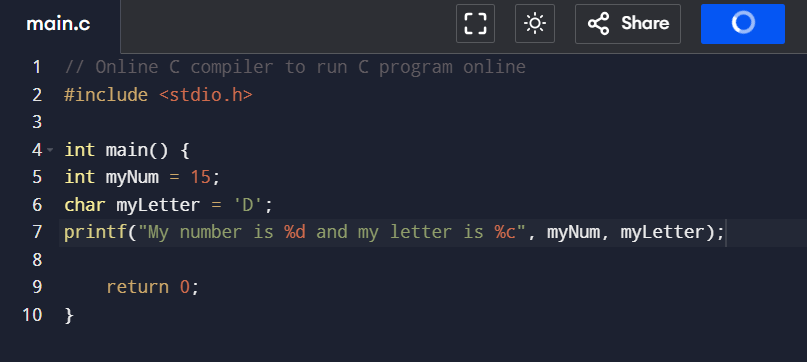 main.c Share
1 // Online C compiler to run C program online
2 #include <stdio.h>
3
4 int main() {
5 int myNum = 15;
6 char myLetter = 'D';
7 printf("My number is %d and my letter is %c", myNum, myLetter);
8
9     return 0;
10 }